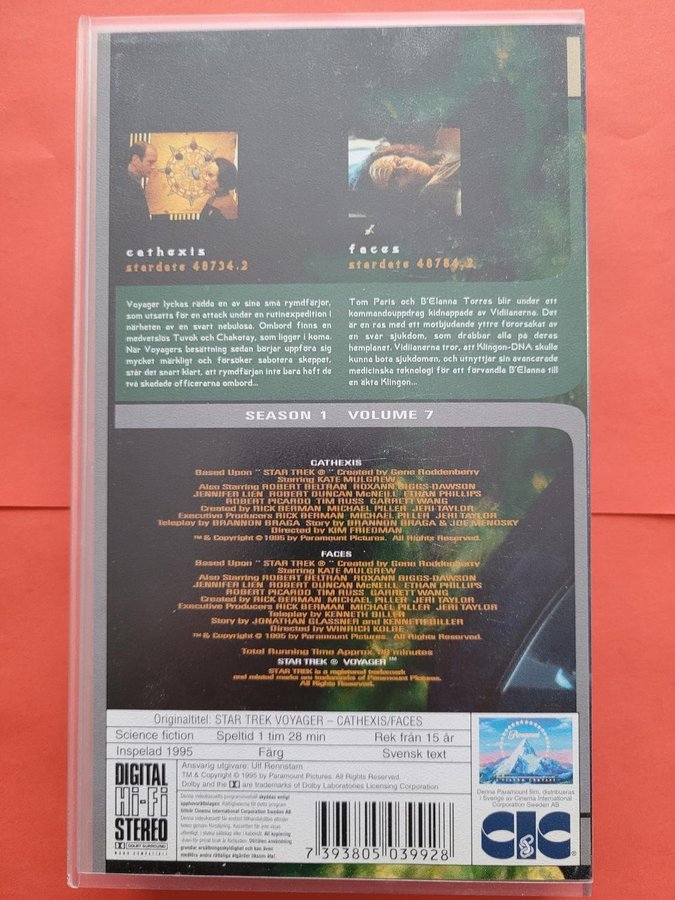 cathexis
stardate 48734.2
faces
stardate 48784.2
Voyager lyckas rädda en av sina små rymdfärjor,
som utsatts för en attack under en rutinexpedition i
närheten av en svart nebulosa. Ombord finns en
medvetslös Tuvok och Chakotay, som ligger i koma.
När Voyagers besättning sedan börjar uppföra sig
mycket märkligt och försöker sabotera skeppet,
står det snart klart, att rymdfärjen inte bara haft de
två skadade officerarna ombord...
Tom Paris och B'Elanna Torres blir under ett
kommandouppdrag kidnappade av Vidiianerna. Det
är en ras med ett motbjudande yttre förorsakat av
en svår sjukdom, som drabbar alla på deras
hemplanet. Vidiianerna tror, att Klingon-DNA skulle
kunna bota sjukdomen, och utnyttjar sin avancerade
medicinska teknologi för att förvandla B'Elanna till
en äkta Klingon...
SEASON 1 VOLUME 7
CATHEXIS
Based Upon " STAR TREK ® " Created by Gene Roddenberry
Starring KATE MULGREW
Also Starring ROBERT BELTRAN ROXANN BIGGS-DAWSON
JENNIFER LIEN ROBERT DUNCAN McNEILL ETHAN PHILLIPS
ROBERT PICARDO TIM RUSS GARRETT WANG
Created by RICK BERMAN MICHAEL PILLER JERI TAYLOR
Executive Producers RICK BERMAN MICHAEL PILLER JERI TAYLOR
Teleplay by BRANNON BRAGA Story by BRANNON BRAGA & JOE MENOSKY
Directed by KIM FRIEDMAN
™ & Copyright © 1995 by Paramount Pictures. All Rights Reserved.
FACES
Based Upon " STAR TREK ® " Created by Gene Roddenberry
Starring KATE MULGREW
Also Starring ROBERT BELTRAN ROXANN BIGGS-DAWSON
JENNIFER LIEN ROBERT DUNCAN McNEILL ETHAN PHILLIPS
ROBERT PICARDO TIM RUSS GARRETT WANG
Created by RICK BERMAN MICHAEL PILLER JERI TAYLOR
Executive Producers RICK BERMAN MICHAEL PILLER JERI TAYLOR
Teleplay by KENNETH BILLER
Story by JONATHAN GLASSNER and KENNETH BILLER
Directed by WINRICH KOLBE
™ & Copyright © 1995 by Paramount Pictures. All Rights Reserved.
Total Running Time Approx. minutes
STAR TREK ® VOYAGER ™
STAR TREK is a registered trademark
and related marks are trademarks of Paramount Pictures.
All Rights Reserved.
Originaltitel: STAR TREK VOYAGER – CATHEXIS/FACES
Science fiction Speltid 1 tim 28 min Rek från 15 år
Inspelad 1995 Färg Svensk text
DIGITAL
Hi-Fi
STEREO
DOLBY SURROUND
MONO COMPATIBLE
Ansvarig utgivare: Ulf Rennstam
TM & Copyright © 1995 by Paramount Pictures. All Rights Reserved.
Dolby and the are trademarks of Dolby Laboratories Licensing Corporation
7 393805 039928
Paramount
Denna Paramount film, distribueras
i Sverige av Cinema International
Corporation Sweden AB
CIC
®